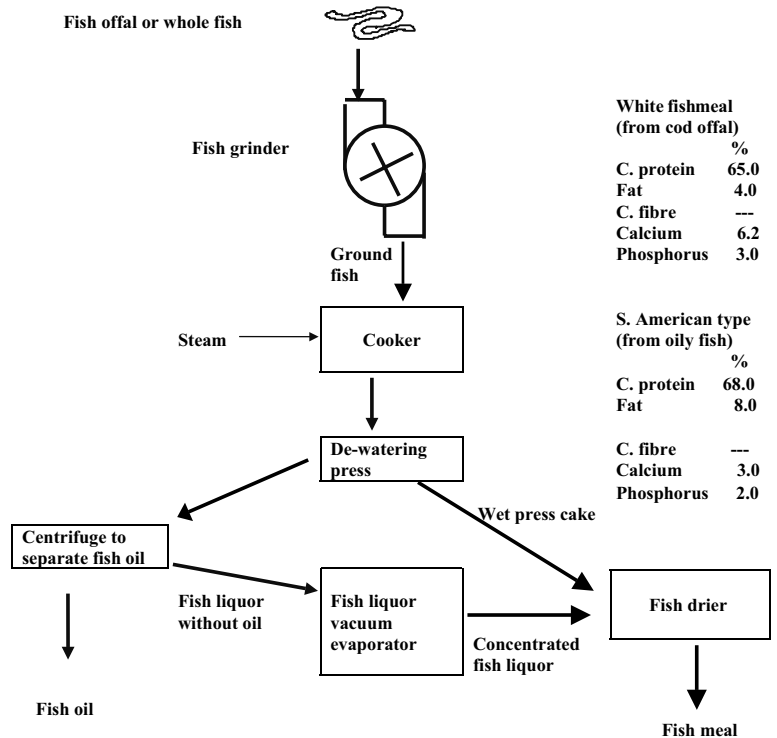 Fish offal or whole fish
Fish grinder
Ground
fish
Steam
Cooker
De-watering
press
Wet press cake
Centrifuge to
separate fish oil
Fish liquor
without oil
Fish liquor
vacuum
evaporator
Concentrated
fish liquor
Fish drier
Fish oil
Fish meal
White fishmeal
(from cod offal)
%
C. protein 65.0
Fat 4.0
C. fibre ---
Calcium 6.2
Phosphorus 3.0
S. American type
(from oily fish)
%
C. protein 68.0
Fat 8.0
C. fibre ---
Calcium 3.0
Phosphorus 2.0